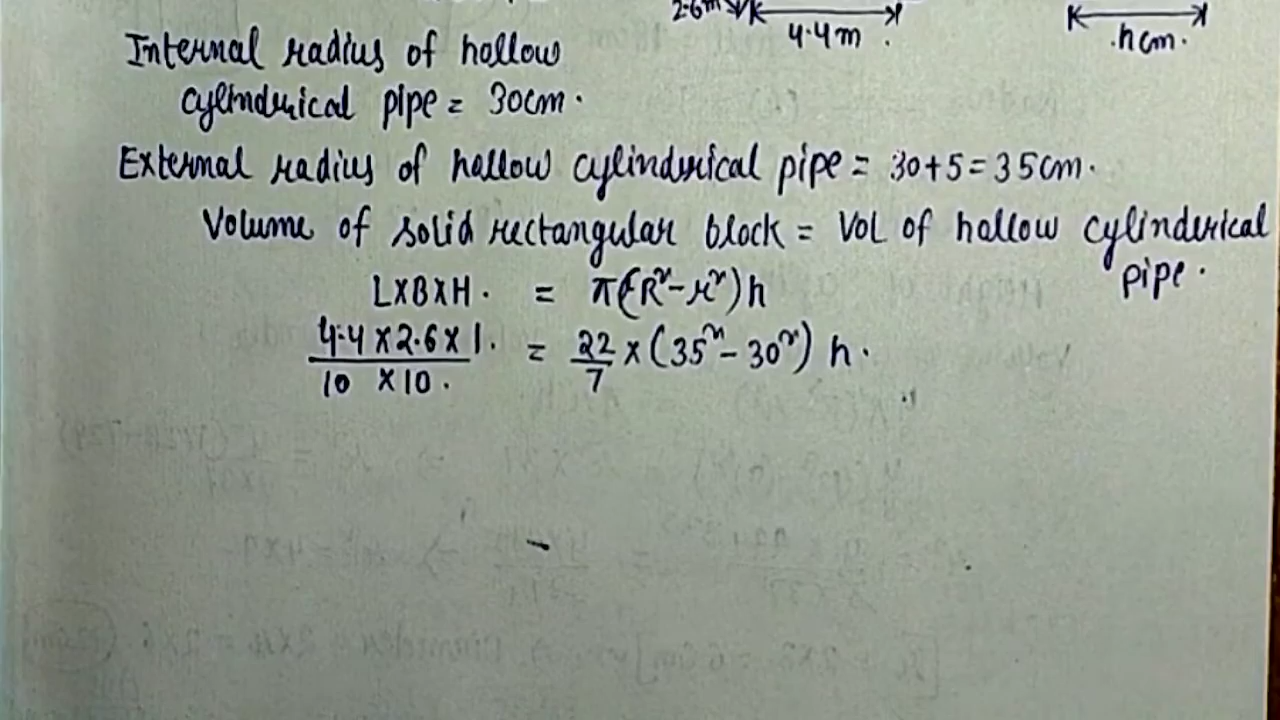 2.6m
4.4m .
.hcm.
Internal radius of hollow
cylindrical pipe = 30cm.
External radius of hollow cylindrical pipe = 30+5 = 35cm.
Volume of solid rectangular block = Vol of hollow cylinderical
pipe.
L×B×H. = π(R²-r²)h
4.4×2.6×1. = 22 × (35² - 30²) h.
10 ×10. 7